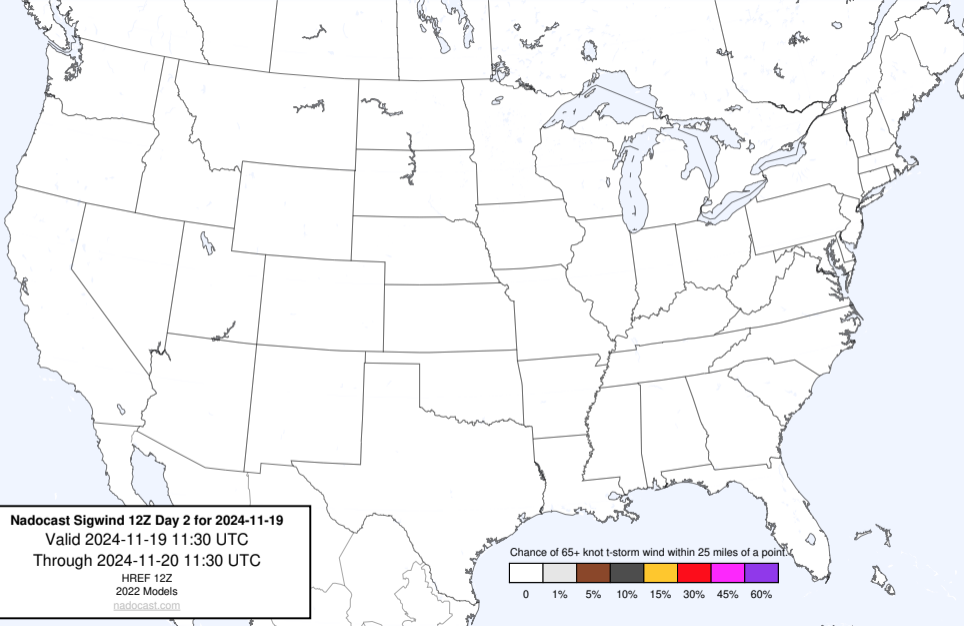 Nadocast Sigwind 12Z Day 2 for 2024-11-19
Valid 2024-11-19 11:30 UTC
Through 2024-11-20 11:30 UTC
HREF 12Z
2022 Models
nadocast.com
Chance of 65+ knot t-storm wind within 25 miles of a point.
0 1% 5% 10% 15% 30% 45% 60%